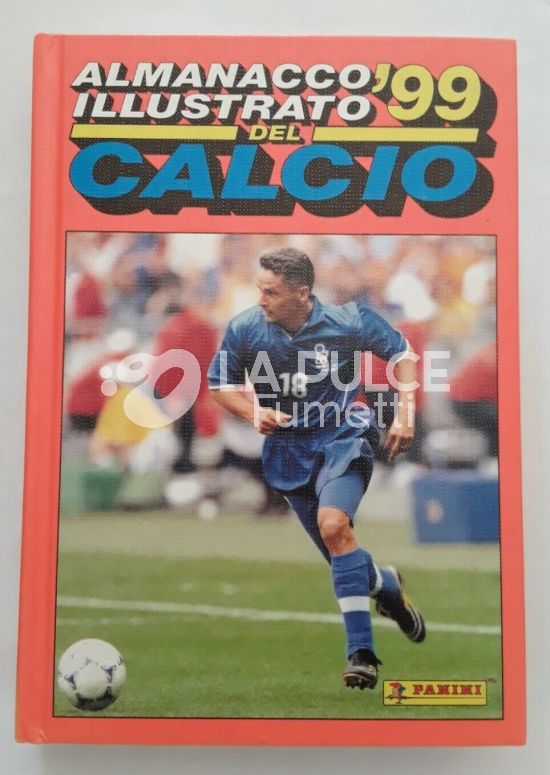 ALMANACCO '99
ILLUSTRATO
DEL
CALCIO
18
LA PULCE
Fumetti
PANINI